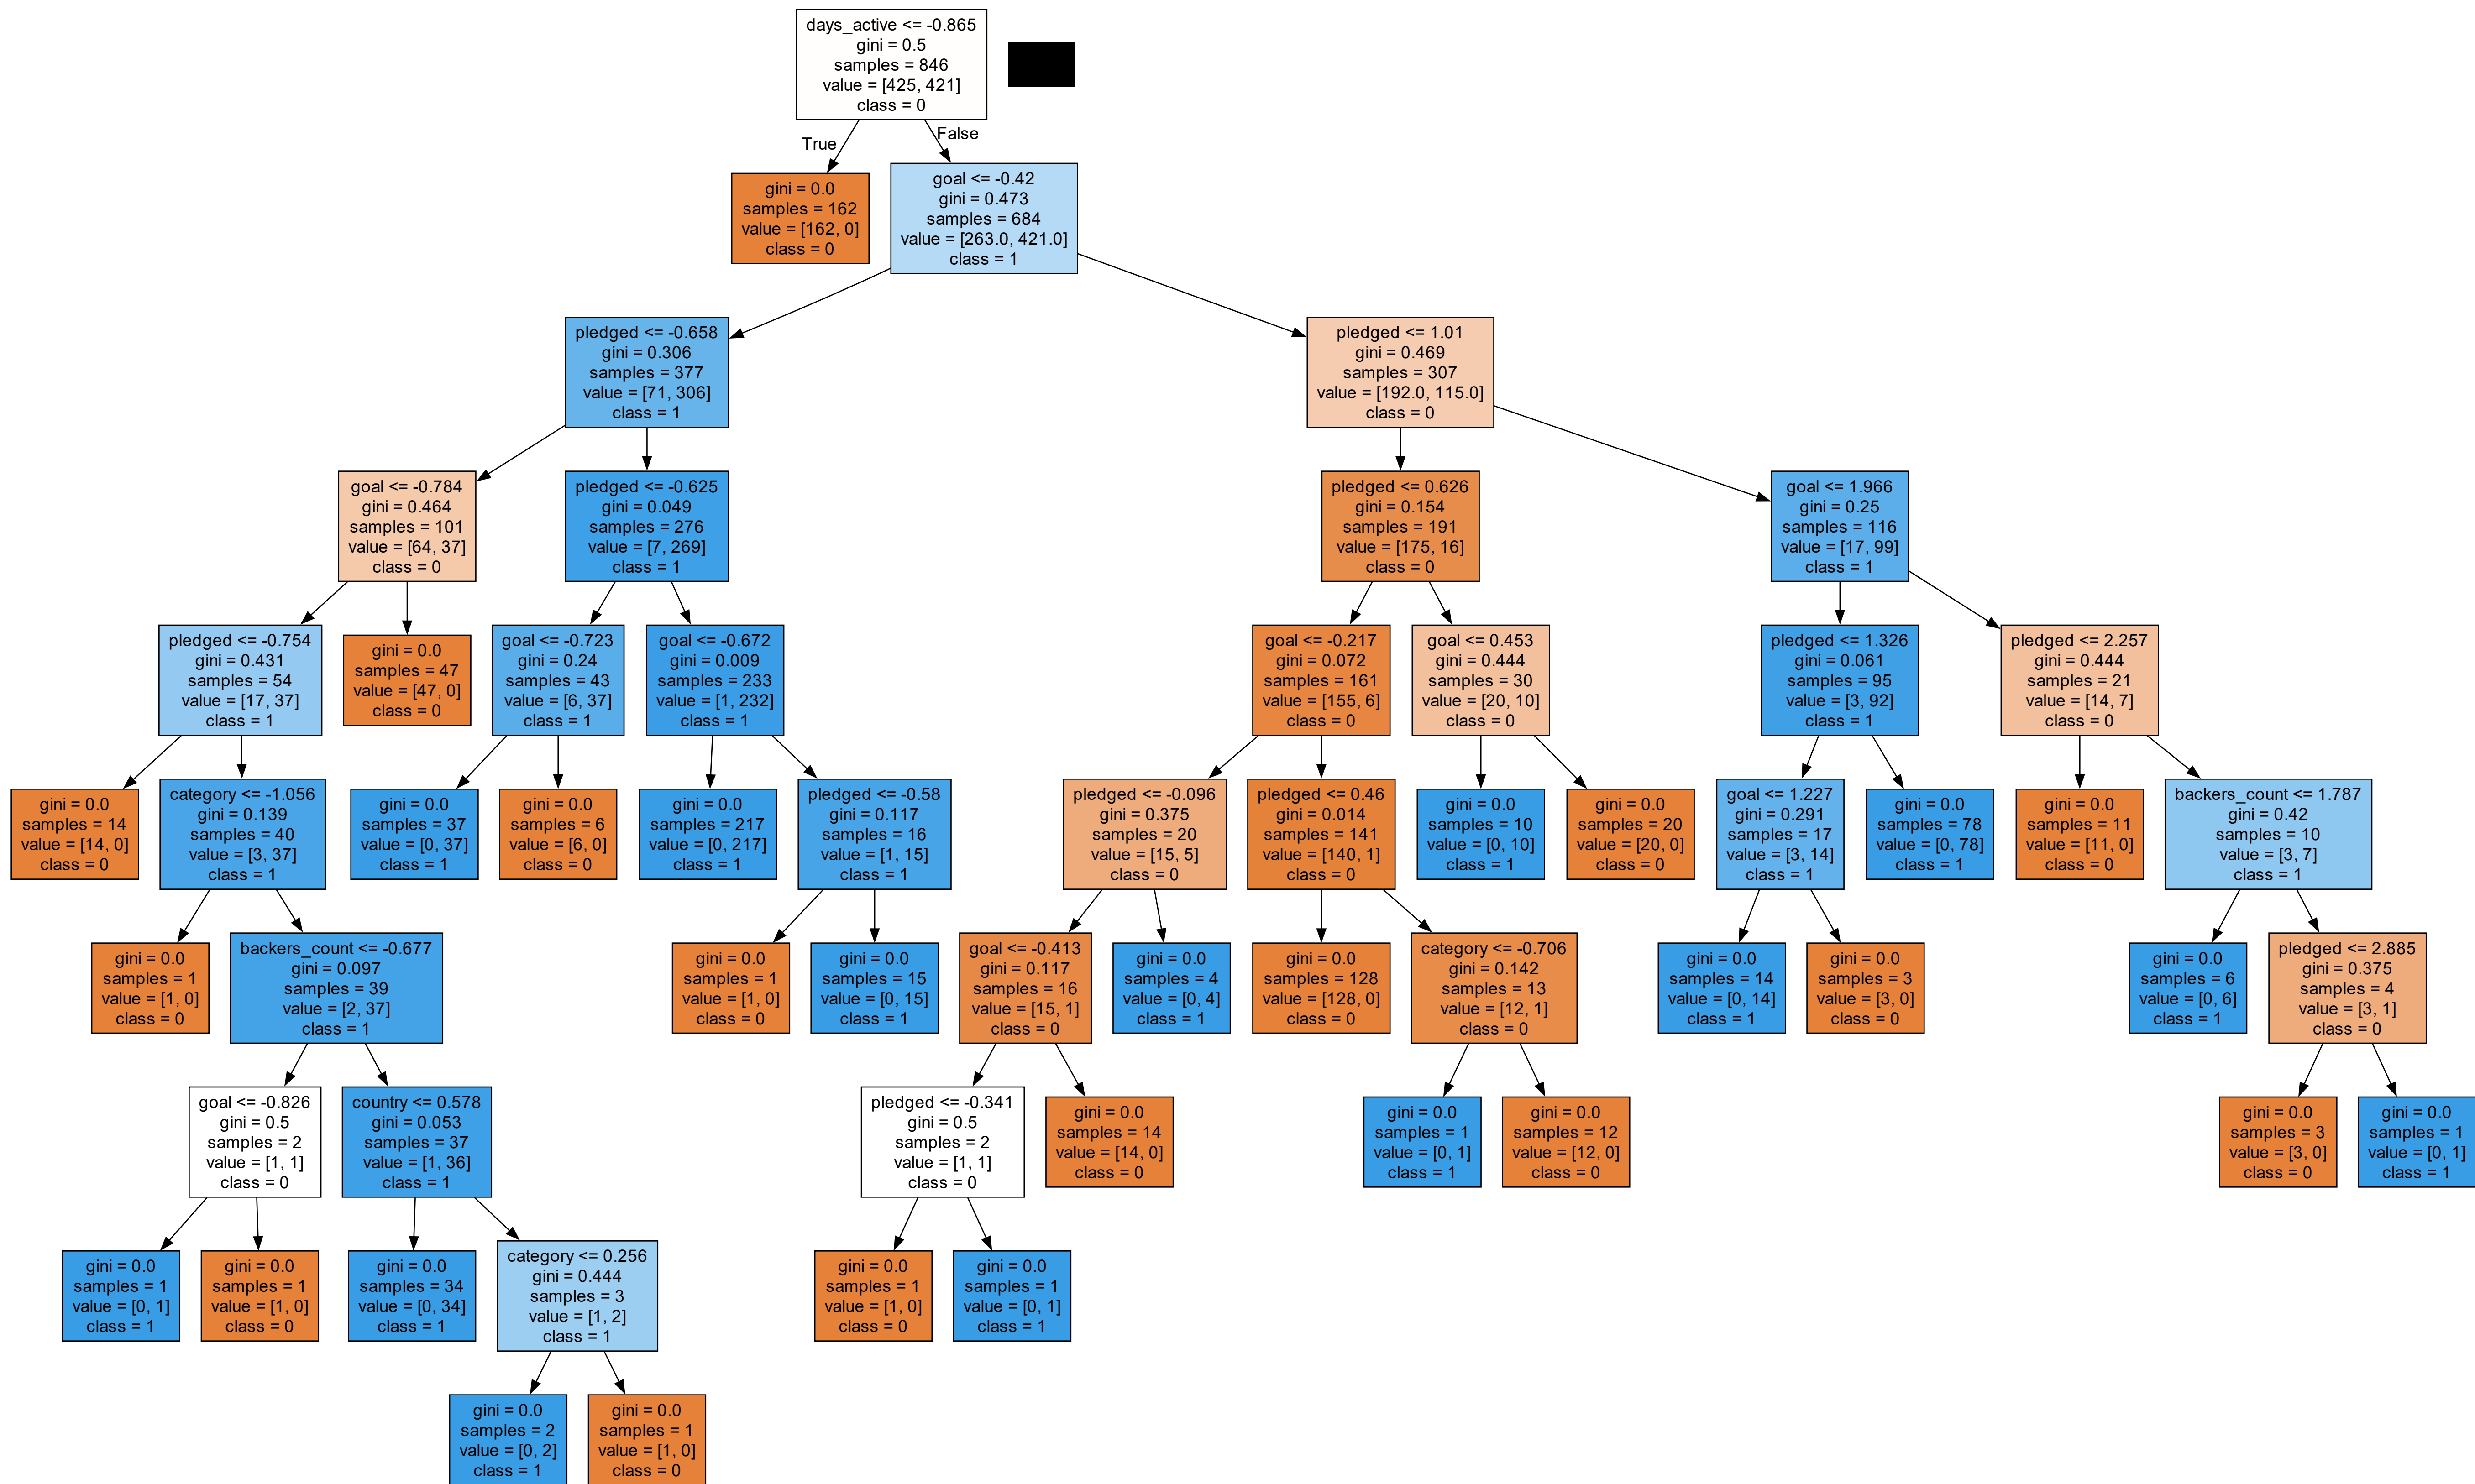 days_active <= -0.865
gini = 0.5
samples = 846
value = [425, 421]
class = 0
True
False
gini = 0.0
samples = 162
value = [162, 0]
class = 0
goal <= -0.42
gini = 0.473
samples = 684
value = [263.0, 421.0]
class = 1
pledged <= -0.658
gini = 0.306
samples = 377
value = [71, 306]
class = 1
pledged <= 1.01
gini = 0.469
samples = 307
value = [192.0, 115.0]
class = 0
goal <= -0.784
gini = 0.464
samples = 101
value = [64, 37]
class = 0
pledged <= -0.625
gini = 0.049
samples = 276
value = [7, 269]
class = 1
pledged <= 0.626
gini = 0.154
samples = 191
value = [175, 16]
class = 0
goal <= 1.966
gini = 0.25
samples = 116
value = [17, 99]
class = 1
pledged <= -0.754
gini = 0.431
samples = 54
value = [17, 37]
class = 1
gini = 0.0
samples = 47
value = [47, 0]
class = 0
goal <= -0.723
gini = 0.24
samples = 43
value = [6, 37]
class = 1
goal <= -0.672
gini = 0.009
samples = 233
value = [1, 232]
class = 1
goal <= -0.217
gini = 0.072
samples = 161
value = [155, 6]
class = 0
goal <= 0.453
gini = 0.444
samples = 30
value = [20, 10]
class = 0
pledged <= 1.326
gini = 0.061
samples = 95
value = [3, 92]
class = 1
pledged <= 2.257
gini = 0.444
samples = 21
value = [14, 7]
class = 0
gini = 0.0
samples = 14
value = [14, 0]
class = 0
category <= -1.056
gini = 0.139
samples = 40
value = [3, 37]
class = 1
gini = 0.0
samples = 37
value = [0, 37]
class = 1
gini = 0.0
samples = 6
value = [6, 0]
class = 0
gini = 0.0
samples = 217
value = [0, 217]
class = 1
pledged <= -0.58
gini = 0.117
samples = 16
value = [1, 15]
class = 1
pledged <= -0.096
gini = 0.375
samples = 20
value = [15, 5]
class = 0
pledged <= 0.46
gini = 0.014
samples = 141
value = [140, 1]
class = 0
gini = 0.0
samples = 10
value = [0, 10]
class = 1
gini = 0.0
samples = 20
value = [20, 0]
class = 0
goal <= 1.227
gini = 0.291
samples = 17
value = [3, 14]
class = 1
gini = 0.0
samples = 78
value = [0, 78]
class = 1
gini = 0.0
samples = 11
value = [11, 0]
class = 0
backers_count <= 1.787
gini = 0.42
samples = 10
value = [3, 7]
class = 1
gini = 0.0
samples = 1
value = [1, 0]
class = 0
backers_count <= -0.677
gini = 0.097
samples = 39
value = [2, 37]
class = 1
gini = 0.0
samples = 1
value = [1, 0]
class = 0
gini = 0.0
samples = 15
value = [0, 15]
class = 1
goal <= -0.413
gini = 0.117
samples = 16
value = [15, 1]
class = 0
gini = 0.0
samples = 4
value = [0, 4]
class = 1
gini = 0.0
samples = 128
value = [128, 0]
class = 0
category <= -0.706
gini = 0.142
samples = 13
value = [12, 1]
class = 0
gini = 0.0
samples = 14
value = [0, 14]
class = 1
gini = 0.0
samples = 3
value = [3, 0]
class = 0
gini = 0.0
samples = 6
value = [0, 6]
class = 1
pledged <= 2.885
gini = 0.375
samples = 4
value = [3, 1]
class = 0
goal <= -0.826
gini = 0.5
samples = 2
value = [1, 1]
class = 0
country <= 0.578
gini = 0.053
samples = 37
value = [1, 36]
class = 1
pledged <= -0.341
gini = 0.5
samples = 2
value = [1, 1]
class = 0
gini = 0.0
samples = 14
value = [14, 0]
class = 0
gini = 0.0
samples = 1
value = [0, 1]
class = 1
gini = 0.0
samples = 12
value = [12, 0]
class = 0
gini = 0.0
samples = 3
value = [3, 0]
class = 0
gini = 0.0
samples = 1
value = [0, 1]
class = 1
gini = 0.0
samples = 1
value = [0, 1]
class = 1
gini = 0.0
samples = 1
value = [1, 0]
class = 0
gini = 0.0
samples = 34
value = [0, 34]
class = 1
category <= 0.256
gini = 0.444
samples = 3
value = [1, 2]
class = 1
gini = 0.0
samples = 1
value = [1, 0]
class = 0
gini = 0.0
samples = 1
value = [0, 1]
class = 1
gini = 0.0
samples = 2
value = [0, 2]
class = 1
gini = 0.0
samples = 1
value = [1, 0]
class = 0